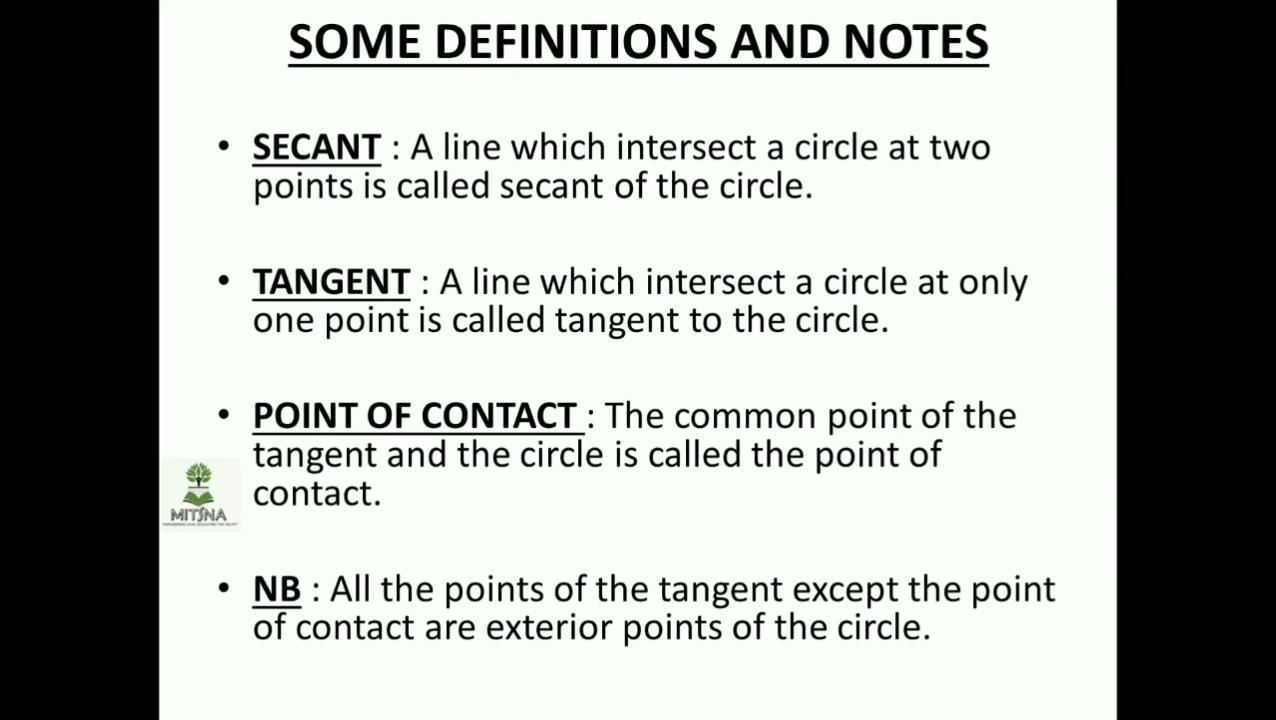 SOME DEFINITIONS AND NOTES
• SECANT : A line which intersect a circle at two
points is called secant of the circle.
• TANGENT : A line which intersect a circle at only
one point is called tangent to the circle.
• POINT OF CONTACT : The common point of the
tangent and the circle is called the point of
contact.
MITJNA
• NB : All the points of the tangent except the point
of contact are exterior points of the circle.